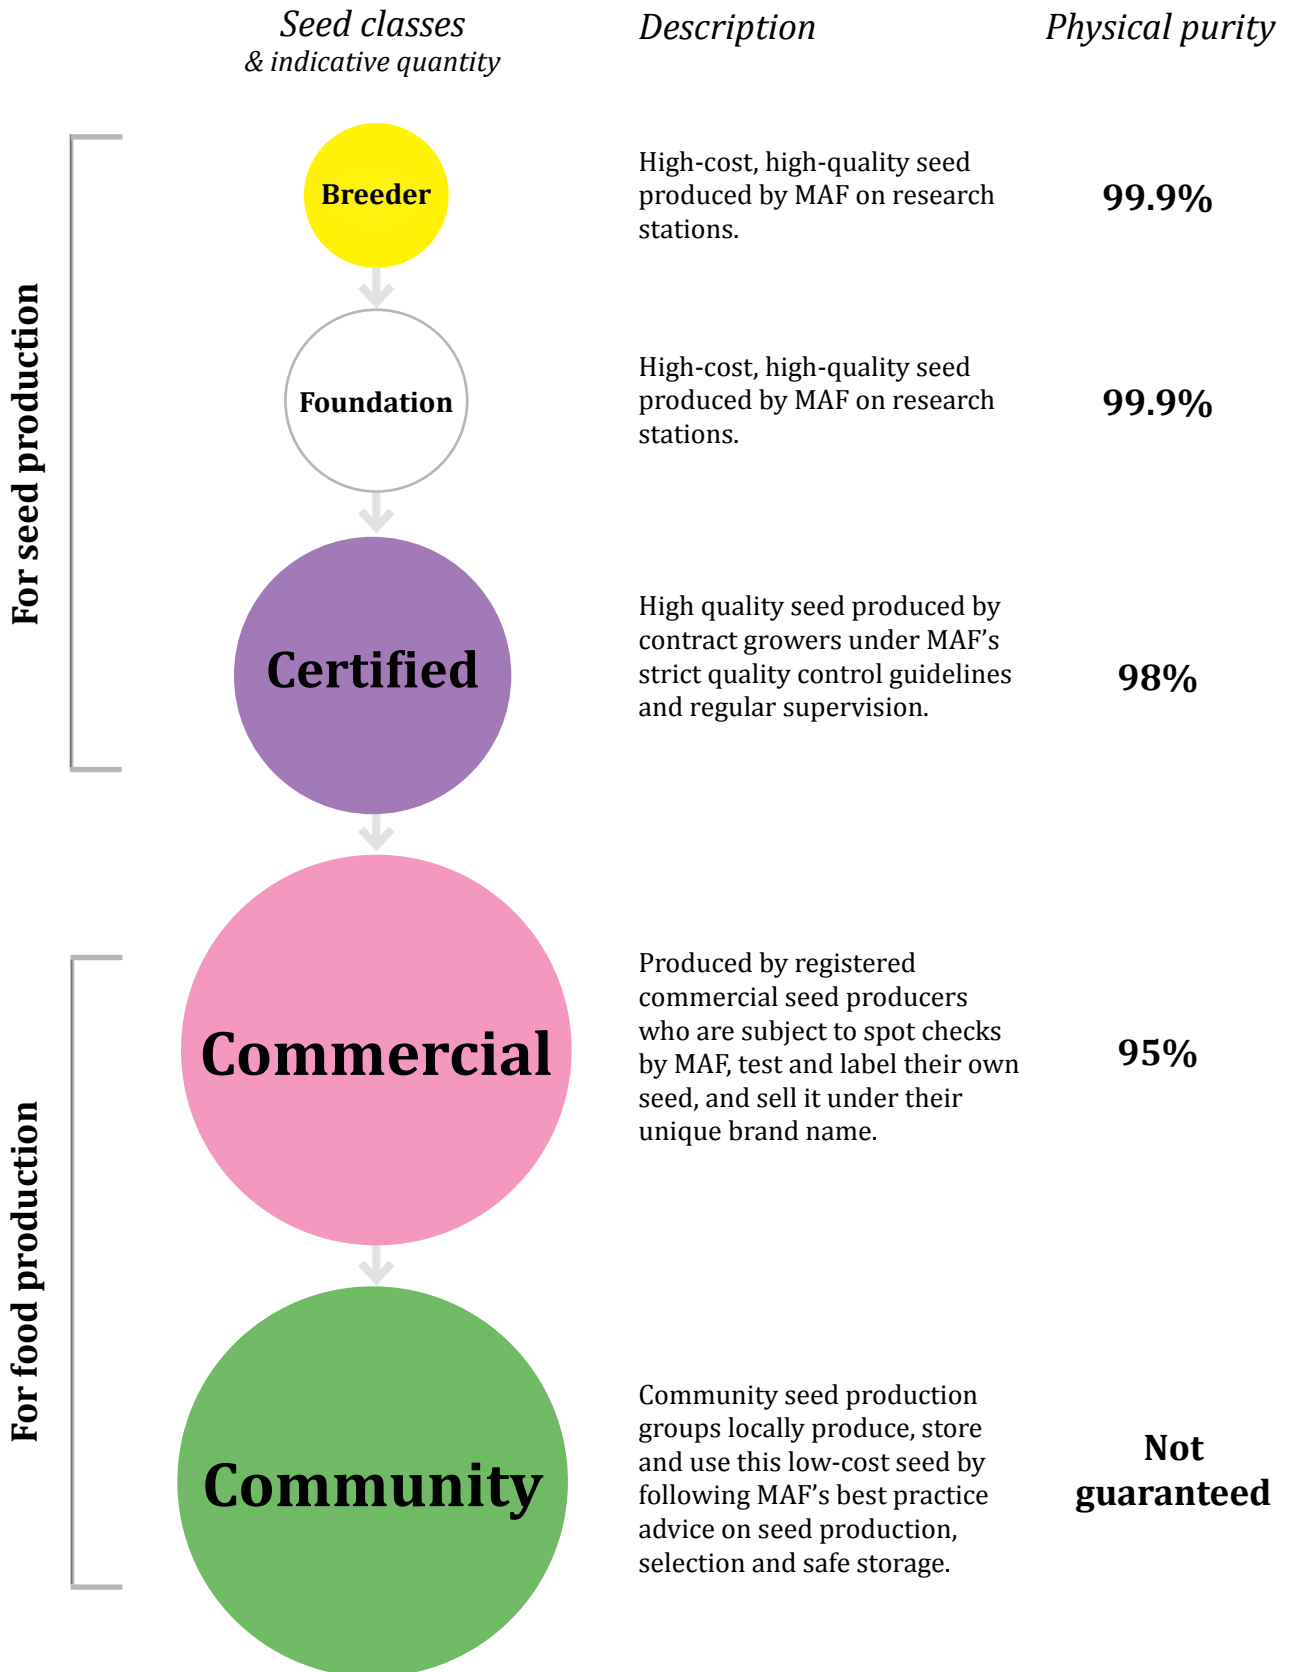 Seed classes
& indicative quantity
Description
Physical purity
For seed production
Breeder
High-cost, high-quality seed
produced by MAF on research
stations.
99.9%
Foundation
High-cost, high-quality seed
produced by MAF on research
stations.
99.9%
Certified
High quality seed produced by
contract growers under MAF’s
strict quality control guidelines
and regular supervision.
98%
For food production
Commercial
Produced by registered
commercial seed producers
who are subject to spot checks
by MAF, test and label their own
seed, and sell it under their
unique brand name.
95%
Community
Community seed production
groups locally produce, store
and use this low-cost seed by
following MAF’s best practice
advice on seed production,
selection and safe storage.
Not
guaranteed